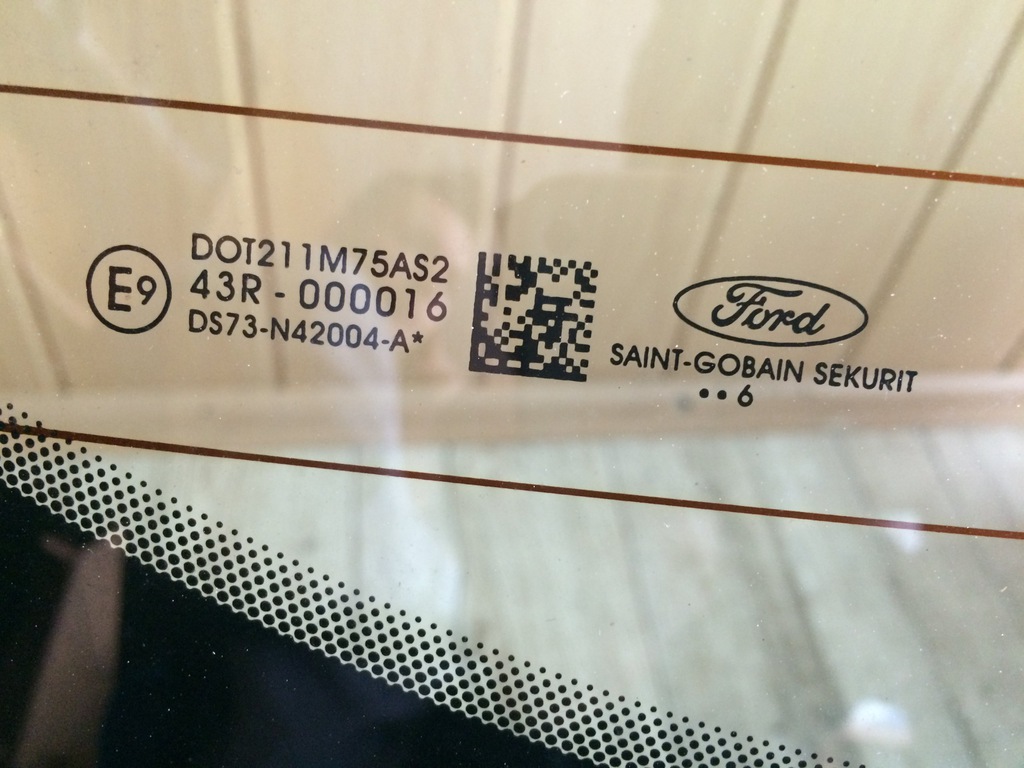 E9
DOT211M75AS2
43R - 000016
DS73-N42004-A*
Ford
SAINT-GOBAIN SEKURIT
••6